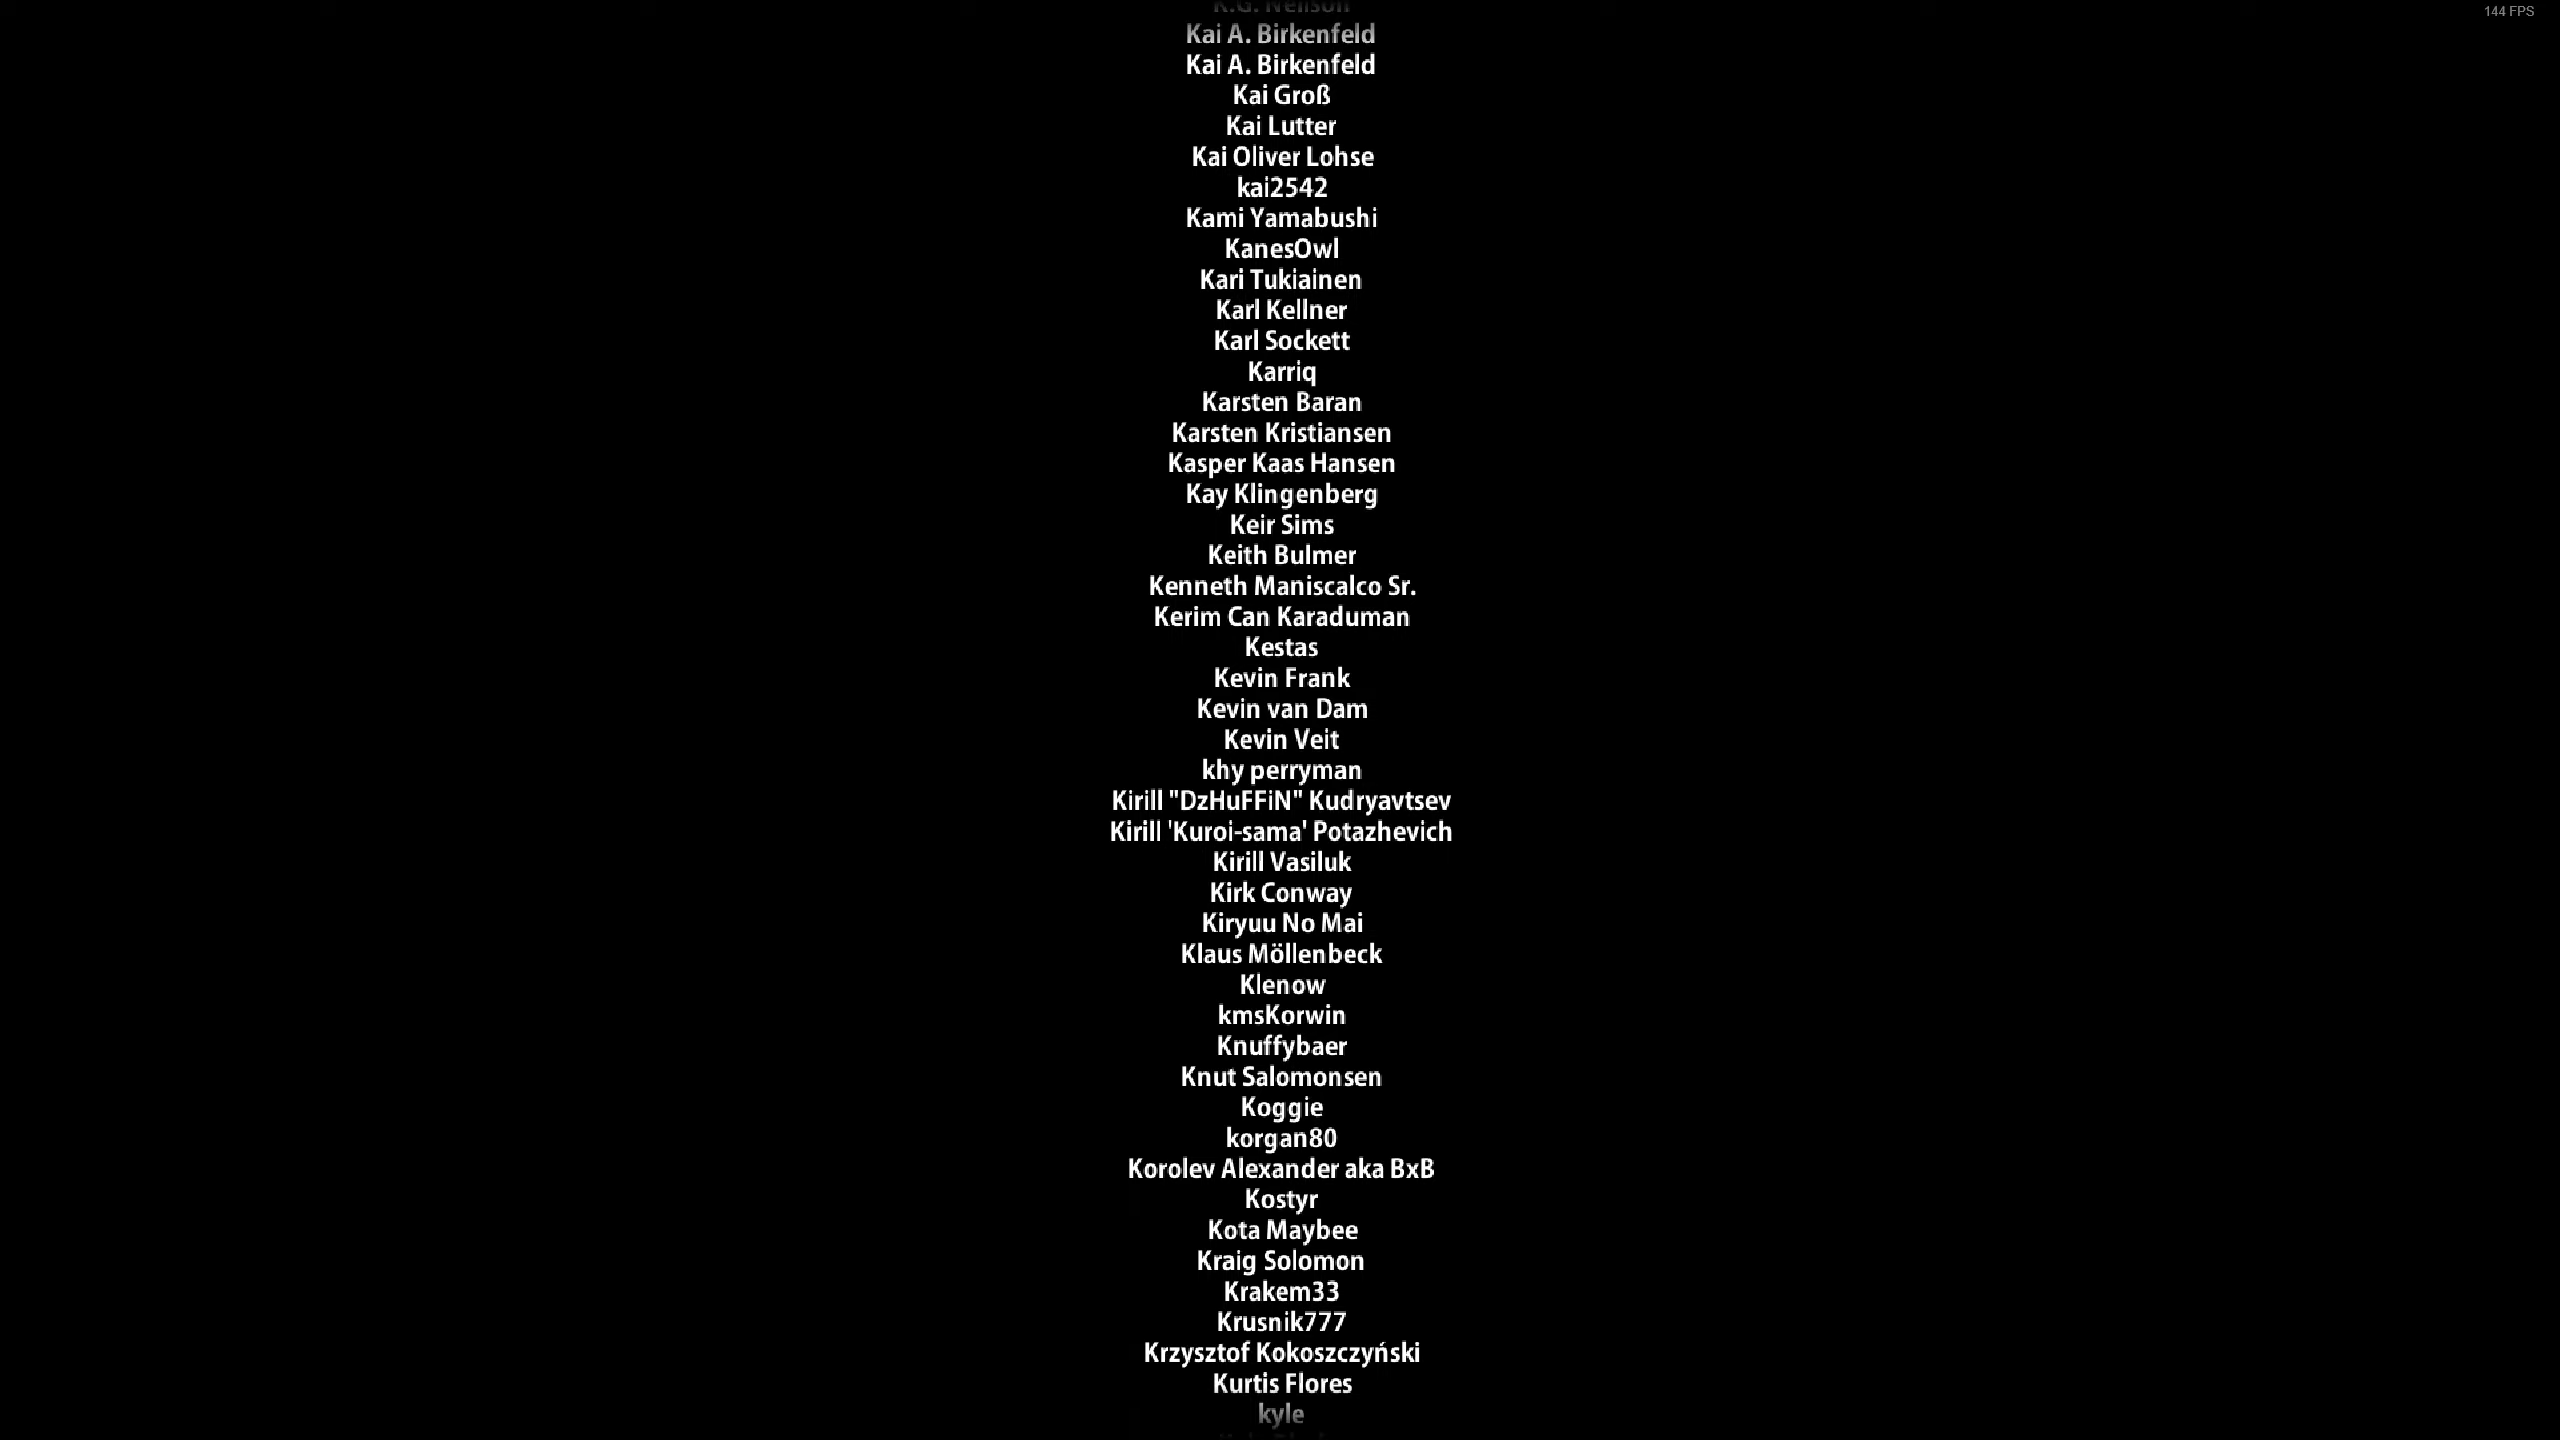 144 FPS
Kai A. Birkenfeld
Kai A. Birkenfeld
Kai Groß
Kai Lutter
Kai Oliver Lohse
kai2542
Kami Yamabushi
KanesOwl
Kari Tukiainen
Karl Kellner
Karl Sockett
Karriq
Karsten Baran
Karsten Kristiansen
Kasper Kaas Hansen
Kay Klingenberg
Keir Sims
Keith Bulmer
Kenneth Maniscalco Sr.
Kerim Can Karaduman
Kestas
Kevin Frank
Kevin van Dam
Kevin Veit
khy perryman
Kirill "DzHuFFiN" Kudryavtsev
Kirill 'Kuroi-sama' Potazhevich
Kirill Vasiluk
Kirk Conway
Kiryuu No Mai
Klaus Möllenbeck
Klenow
kmsKorwin
Knuffybaer
Knut Salomonsen
Koggie
korgan80
Korolev Alexander aka BxB
Kostyr
Kota Maybee
Kraig Solomon
Krakem33
Krusnik777
Krzysztof Kokoszczyński
Kurtis Flores
kyle